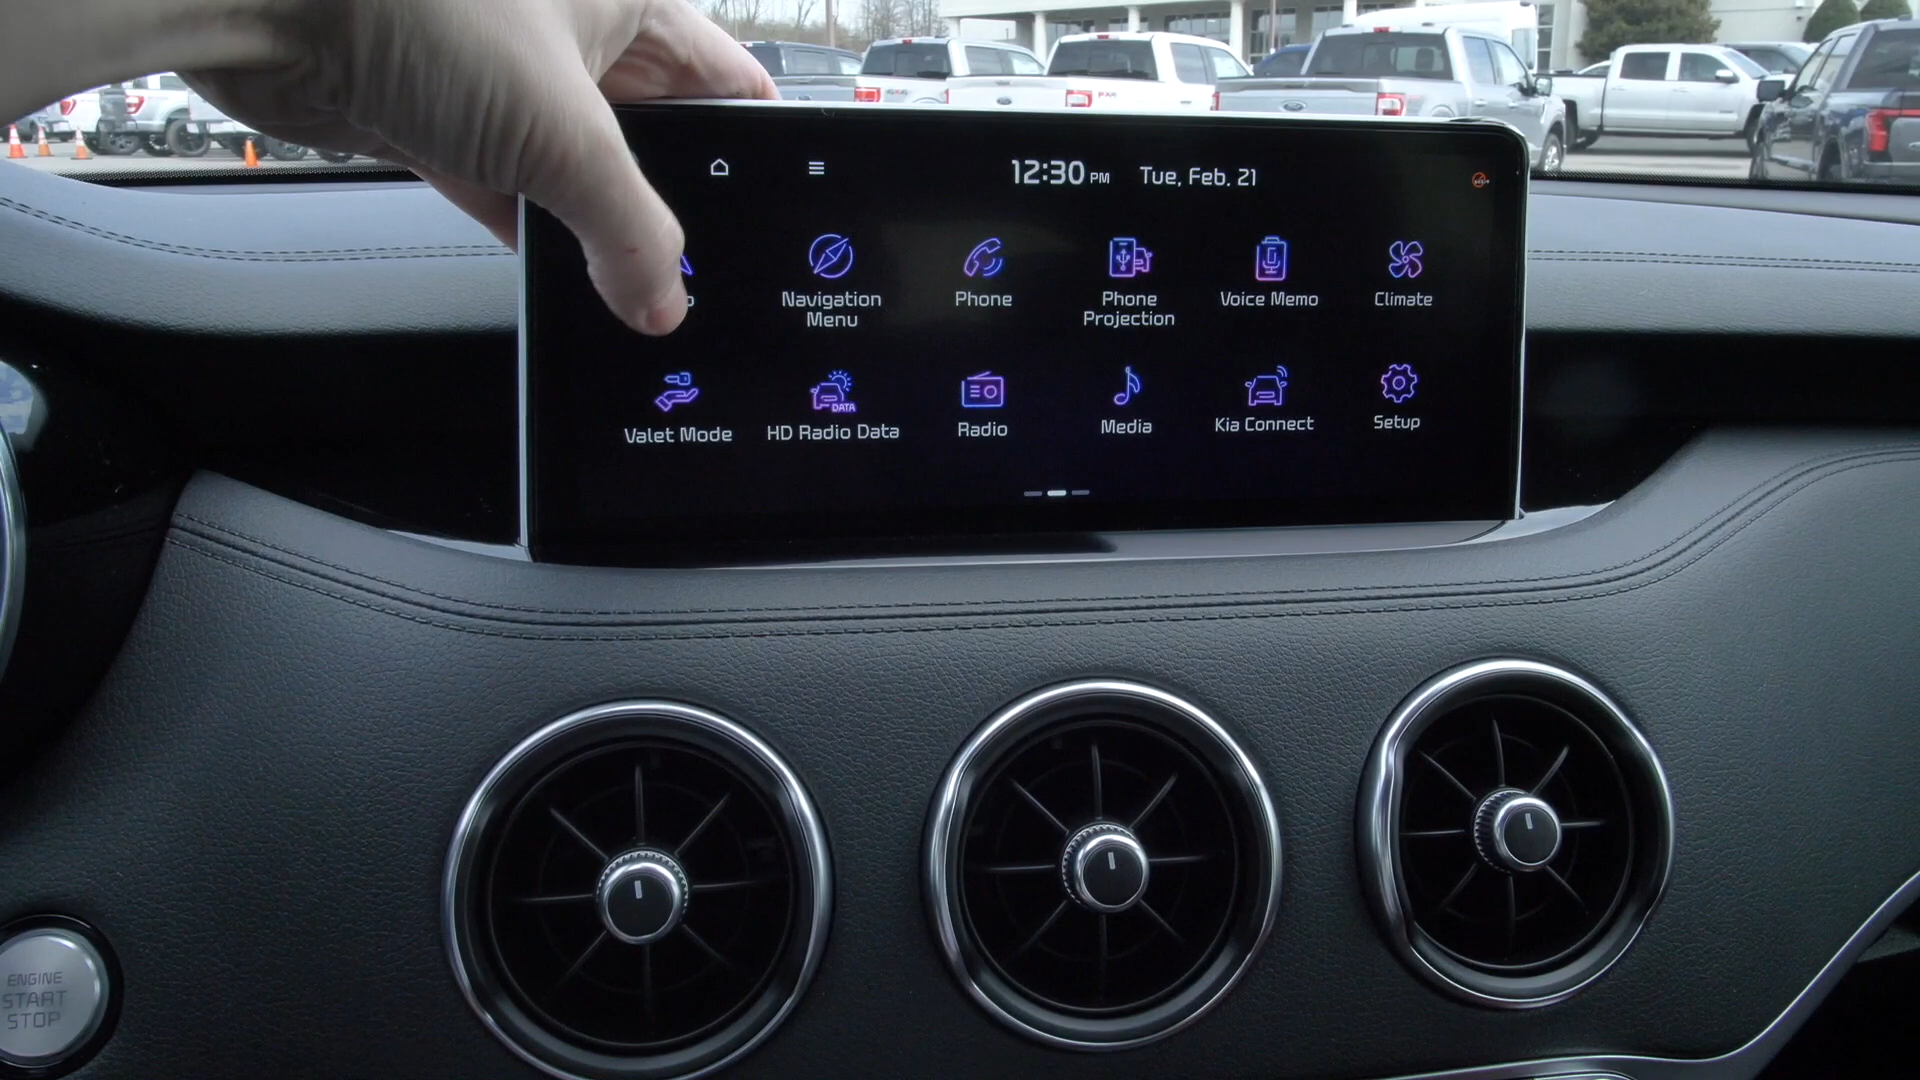 12:30 PM Tue, Feb. 21
Navigation
Menu
Phone
Phone
Projection
Voice Memo
Climate
Valet Mode
DATA
HD Radio Data
Radio
Media
Kia Connect
Setup
ENGINE
START
STOP